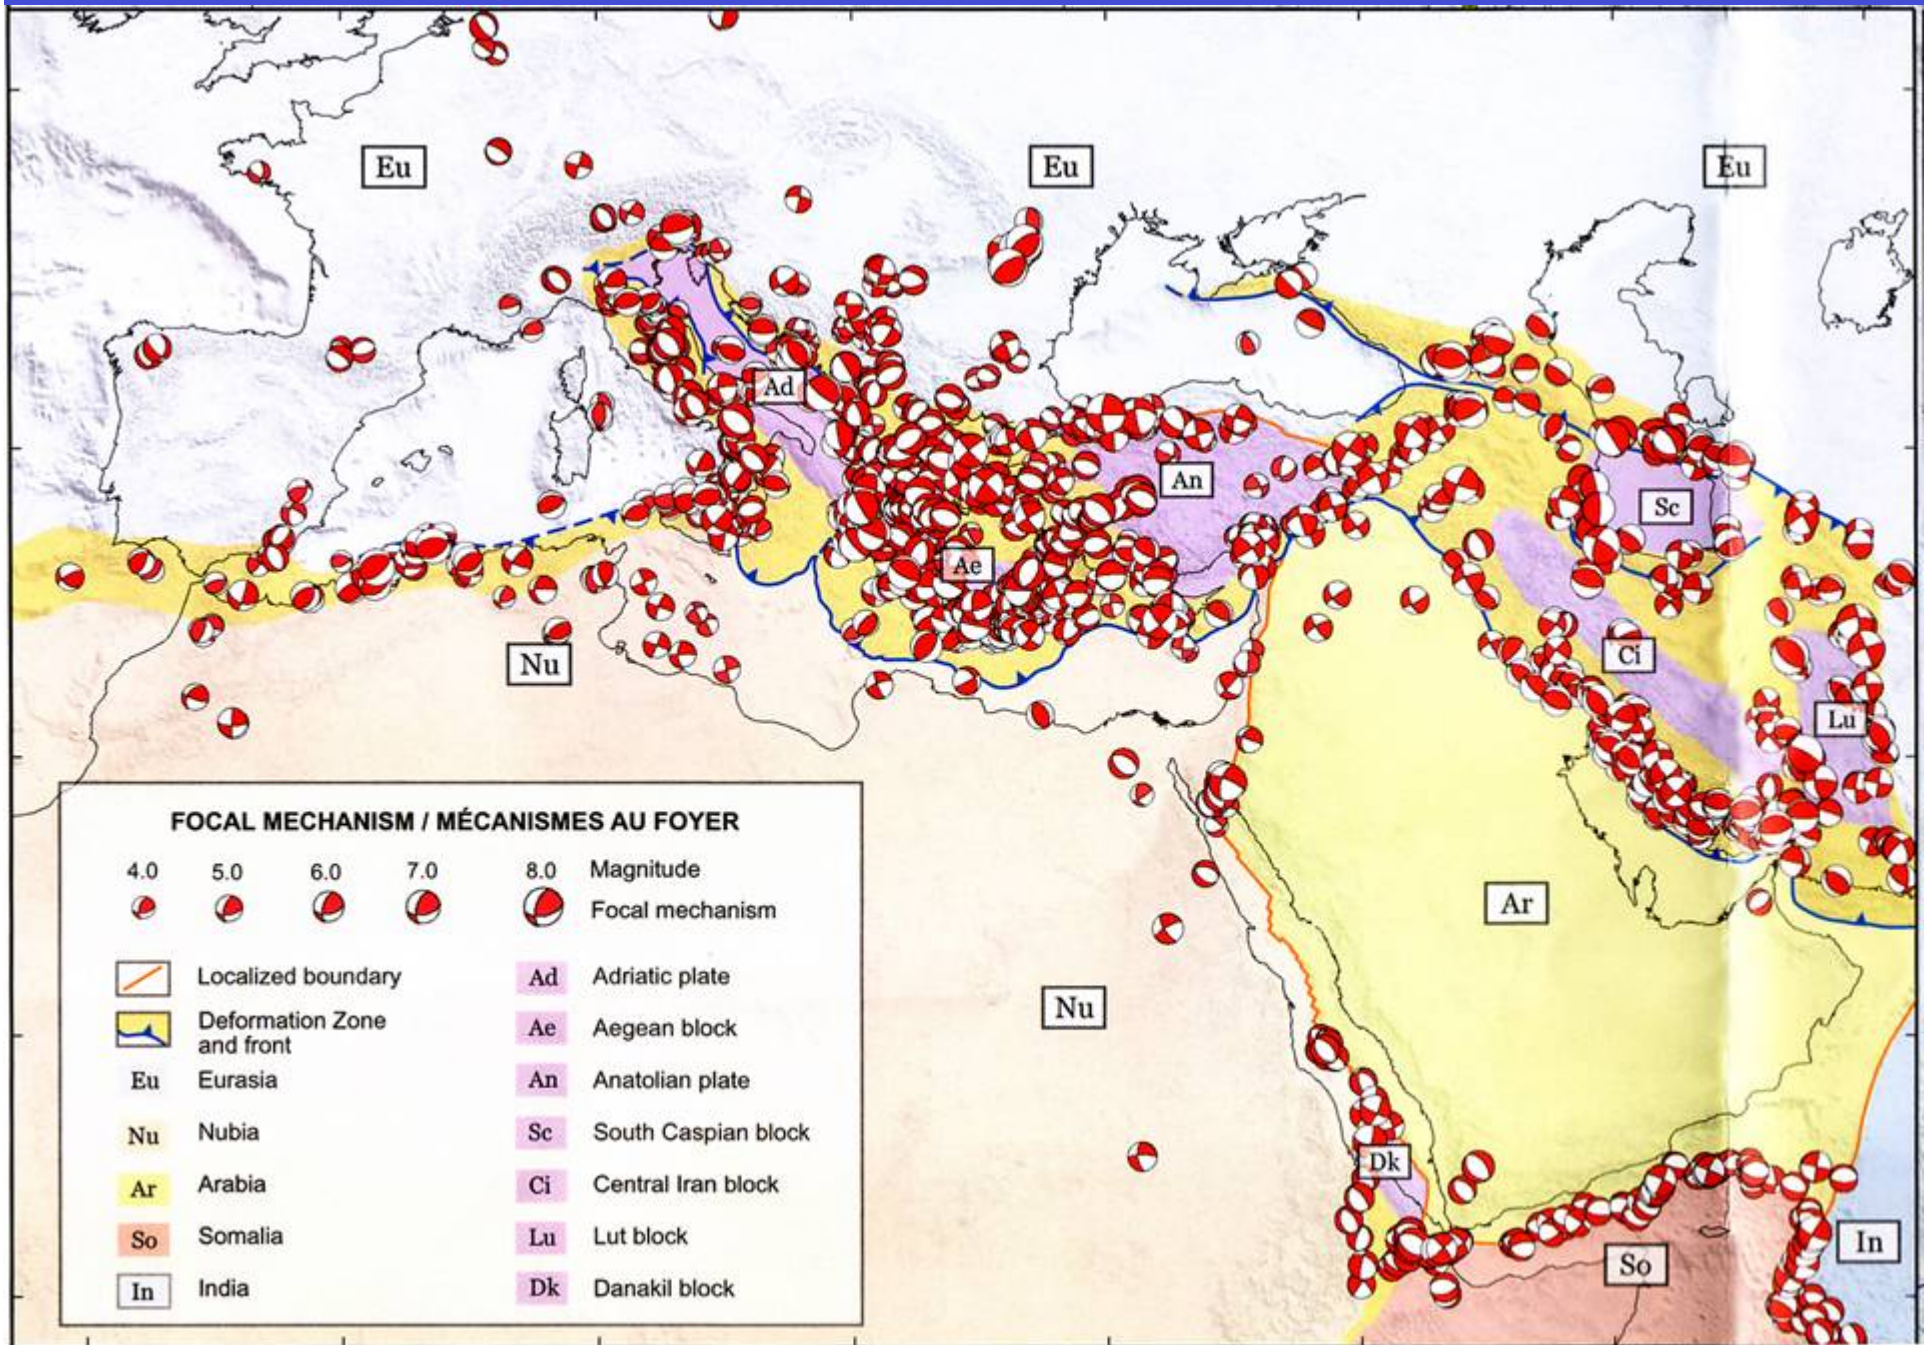 Eu
Eu
Eu
Ad
An
Sc
Ae
Ci
Nu
Lu
Ar
Nu
Dk
So
In
FOCAL MECHANISM / MÉCANISMES AU FOYER
4.0 5.0 6.0 7.0 8.0 Magnitude
Focal mechanism
Localized boundary
Deformation Zone
and front
Eu Eurasia
Nu Nubia
Ar Arabia
So Somalia
In India
Ad Adriatic plate
Ae Aegean block
An Anatolian plate
Sc South Caspian block
Ci Central Iran block
Lu Lut block
Dk Danakil block